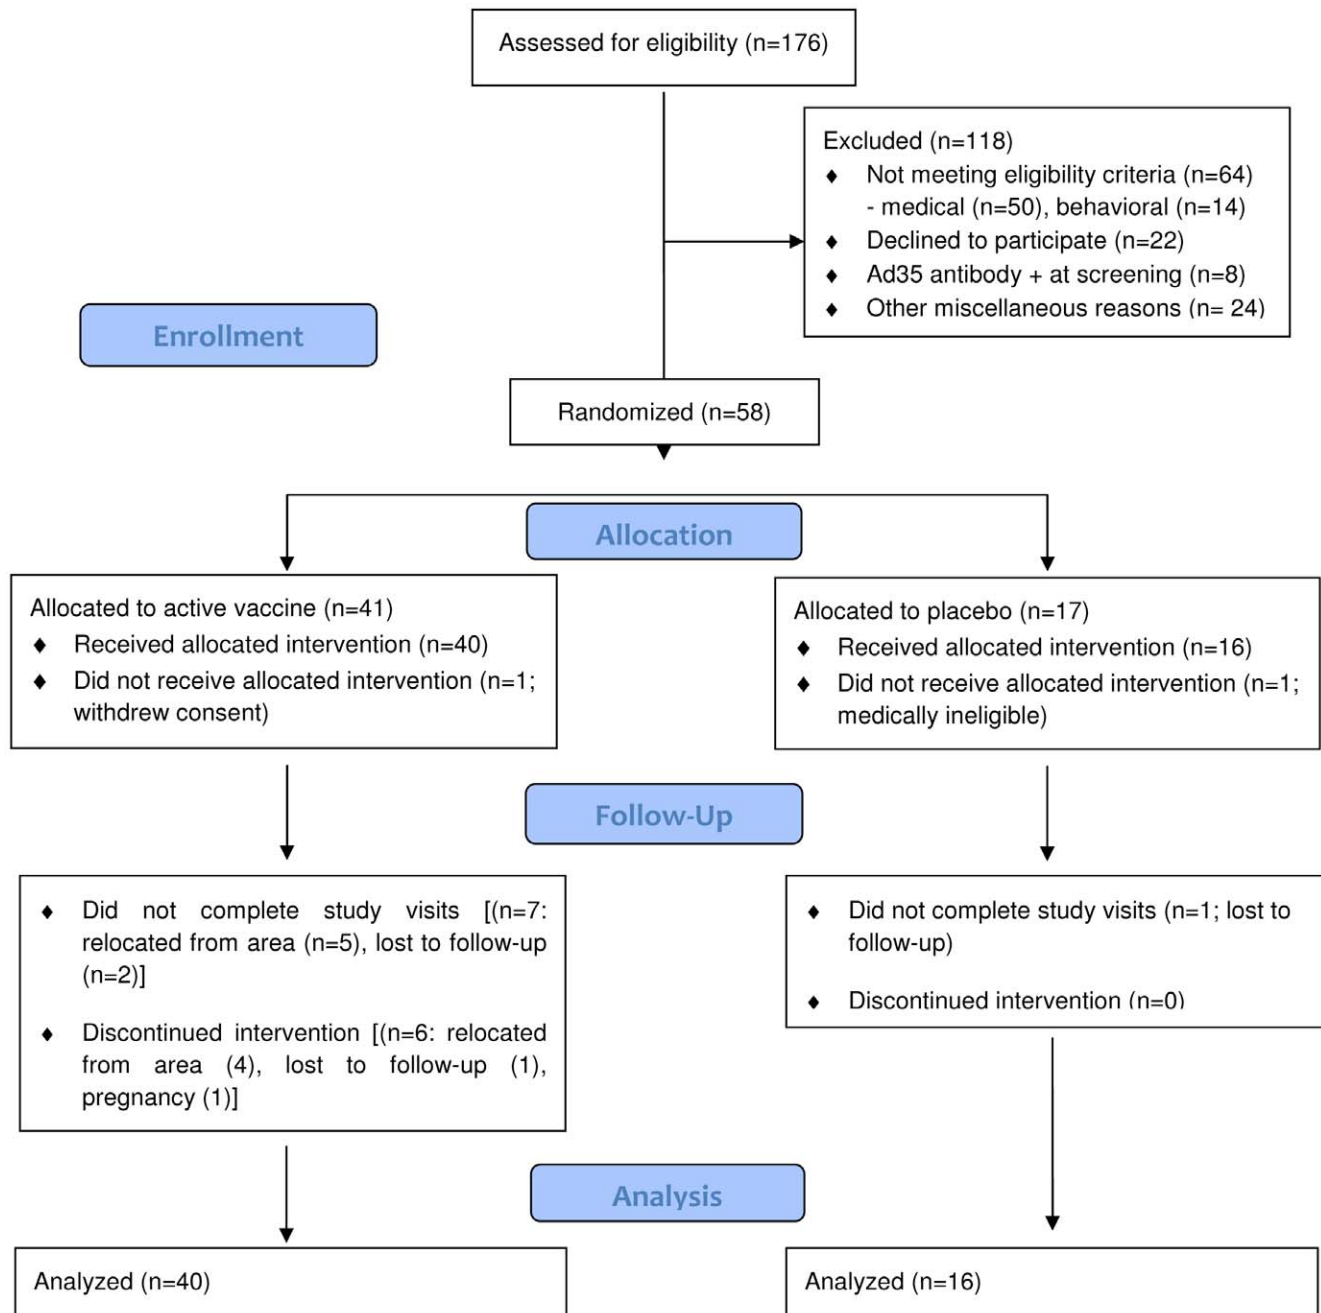 Assessed for eligibility (n=176)
Excluded (n=118)
♦ Not meeting eligibility criteria (n=64)
- medical (n=50), behavioral (n=14)
♦ Declined to participate (n=22)
♦ Ad35 antibody + at screening (n=8)
♦ Other miscellaneous reasons (n= 24)
Enrollment
Randomized (n=58)
Allocation
Allocated to active vaccine (n=41)
♦ Received allocated intervention (n=40)
♦ Did not receive allocated intervention (n=1;
withdrew consent)
Allocated to placebo (n=17)
♦ Received allocated intervention (n=16)
♦ Did not receive allocated intervention (n=1;
medically ineligible)
Follow-Up
♦ Did not complete study visits [(n=7:
relocated from area (n=5), lost to follow-up
(n=2)]
♦ Discontinued intervention [(n=6: relocated
from area (4), lost to follow-up (1),
pregnancy (1)]
♦ Did not complete study visits (n=1; lost to
follow-up)
♦ Discontinued intervention (n=0)
Analysis
Analyzed (n=40)
Analyzed (n=16)